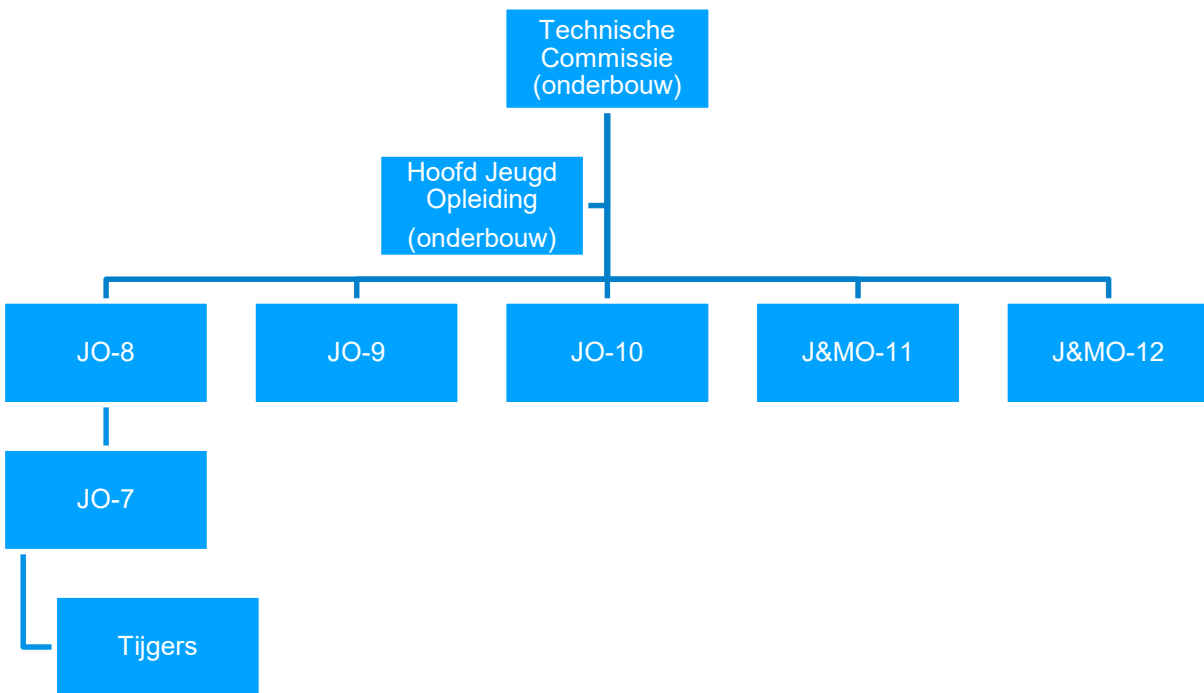 Technische
Commissie
(onderbouw)
Hoofd Jeugd
Opleiding
(onderbouw)
JO-8
JO-9
JO-10
J&MO-11
J&MO-12
JO-7
Tijgers